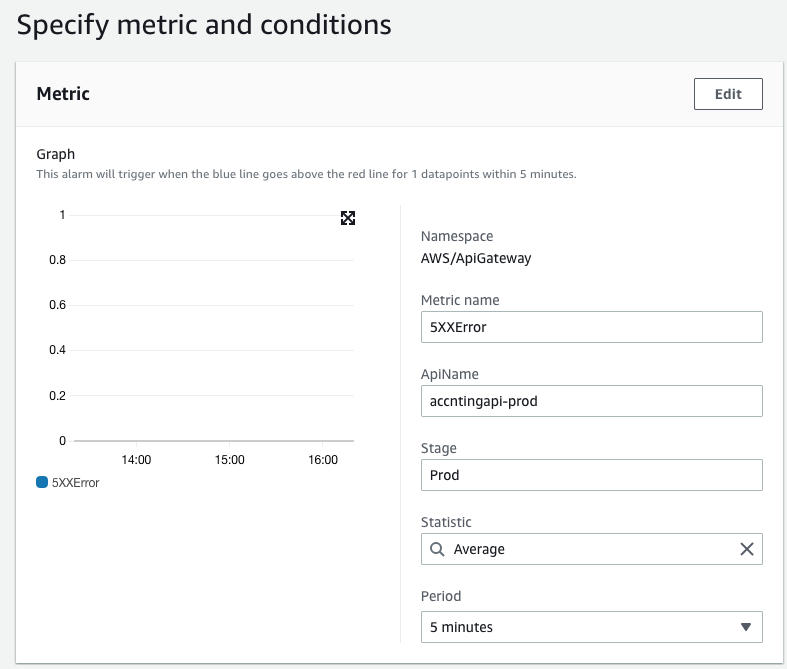 Specify metric and conditions
Metric
Edit
Graph
This alarm will trigger when the blue line goes above the red line for 1 datapoints within 5 minutes.
1
0.8
0.6
0.4
0.2
0
14:00 15:00 16:00
5XXError
Namespace
AWS/ApiGateway
Metric name
5XXError
ApiName
accntingapi-prod
Stage
Prod
Statistic
Average
Period
5 minutes